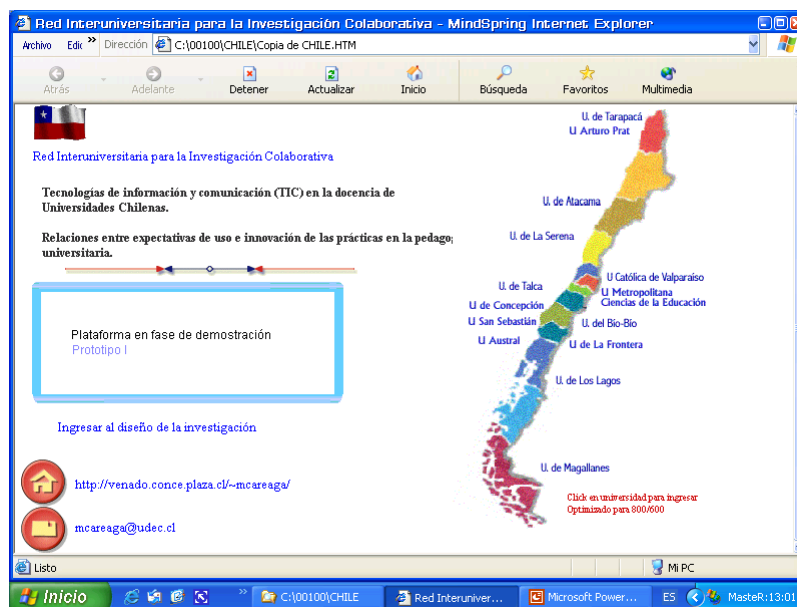 Red Interuniversitaria para la Investigación Colaborativa - MindSpring Internet Explorer
Archivo Edic » Dirección C:\00100\CHILE\Copia de CHILE.HTM
Atrás Adelante Detener Actualizar Inicio Búsqueda Favoritos Multimedia
U. de Tarapacá
U Arturo Prat
Red Interuniversitaria para la Investigación Colaborativa
Tecnologías de información y comunicación (TIC) en la docencia de
Universidades Chilenas.
U. de Atacama
Relaciones entre expectativas de uso e innovación de las prácticas en la pedago
universitaria.
U. de La Serena
U Católica de Valparaíso
U. de Talca
U Metropolitana
Ciencias de la Educación
U de Concepción
U San Sebastián
U. del Bío-Bío
U Austral
U de La Frontera
Plataforma en fase de demostración
Prototipo I
U. de Los Lagos
Ingresar al diseño de la investigación
U. de Magallanes
http://venado.conce.plaza.cl/~mcareaga/
Click en universidad para ingresar
Optimizado para 800/600
mcareaga@udec.cl
Listo Mi PC
Inicio » C:\00100\CHILE Red Interuniver... Microsoft Power... ES MasteR:13:01